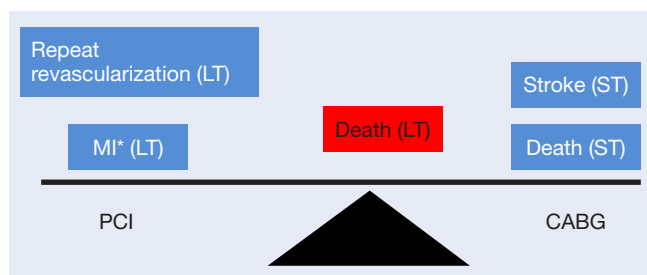 Repeat
revascularization (LT)
Stroke (ST)
Death (LT)
MI* (LT)
Death (ST)
PCI
CABG